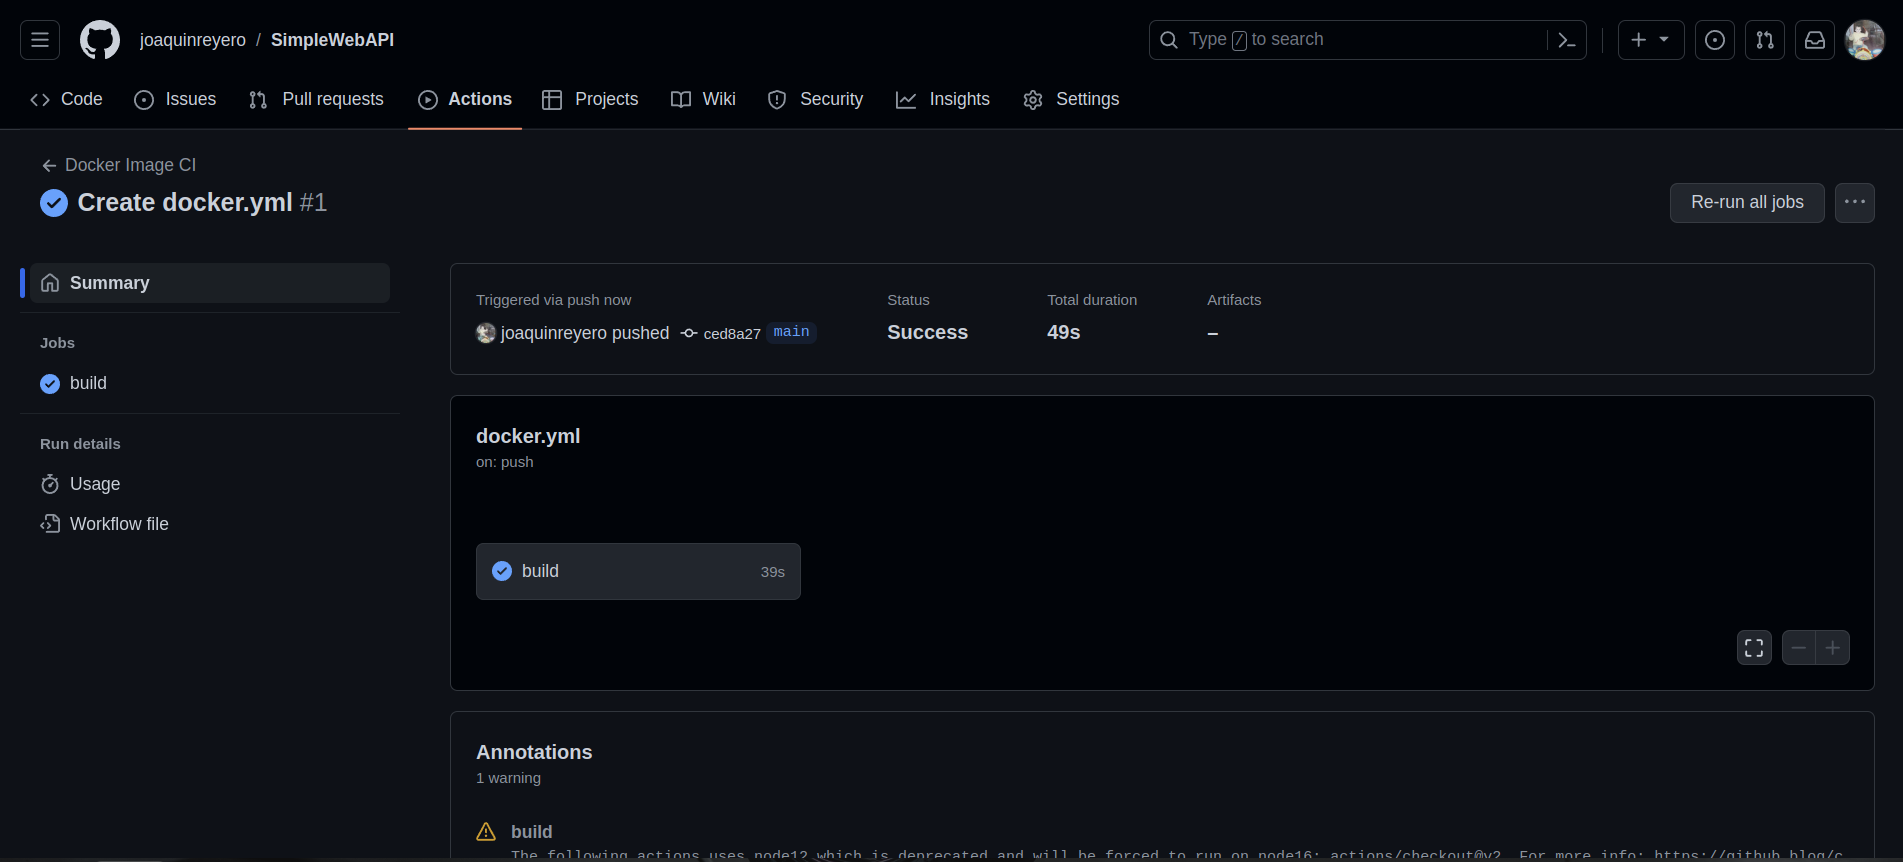 joaquinreyero / SimpleWebAPI
Type / to search
Code Issues Pull requests Actions Projects Wiki Security Insights Settings
Docker Image CI
Create docker.yml #1
Re-run all jobs
Summary
Jobs
build
Run details
Usage
Workflow file
Triggered via push now
joaquinreyero pushed ced8a27 main
Status
Success
Total duration
49s
Artifacts
–
docker.yml
on: push
build 39s
Annotations
1 warning
build
The following actions uses node12 which is deprecated and will be forced to run on node16: actions/checkout@v2. For more info: https://github.blog/c